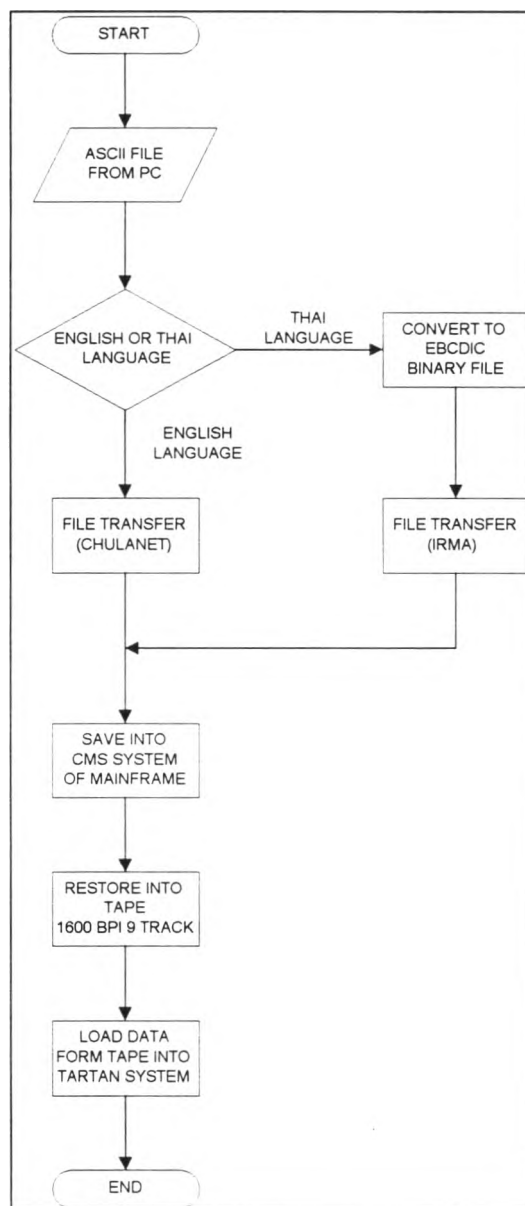 START
ASCII FILE
FROM PC
ENGLISH OR THAI
LANGUAGE
THAI
LANGUAGE
CONVERT TO
EBCDIC
BINARY FILE
ENGLISH
LANGUAGE
FILE TRANSFER
(CHULANET)
FILE TRANSFER
(IRMA)
SAVE INTO
CMS SYSTEM
OF MAINFRAME
RESTORE INTO
TAPE
1600 BPI 9 TRACK
LOAD DATA
FORM TAPE INTO
TARTAN SYSTEM
END